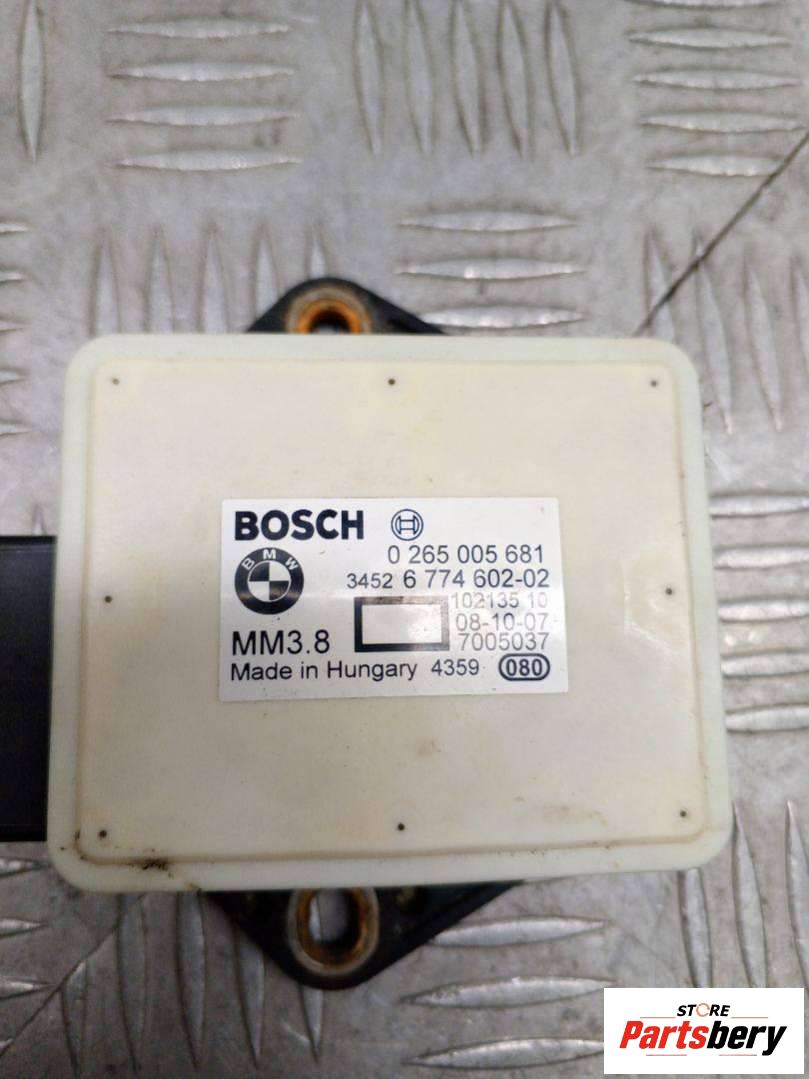 BOSCH
0 265 005 681
BMW
3452 6 774 602-02
102135 10
08-10-07
MM3.8
7005037
Made in Hungary 4359 080
STORE
Partsbery